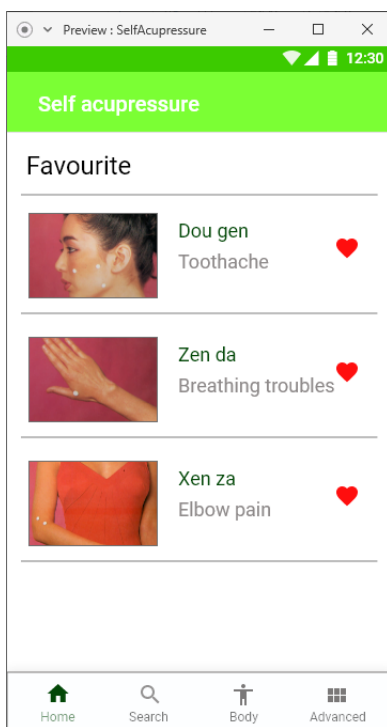 Preview : SelfAcupressure
12:30
Self acupressure
Favourite
Dou gen
Toothache
Zen da
Breathing troubles
Xen za
Elbow pain
Home Search Body Advanced